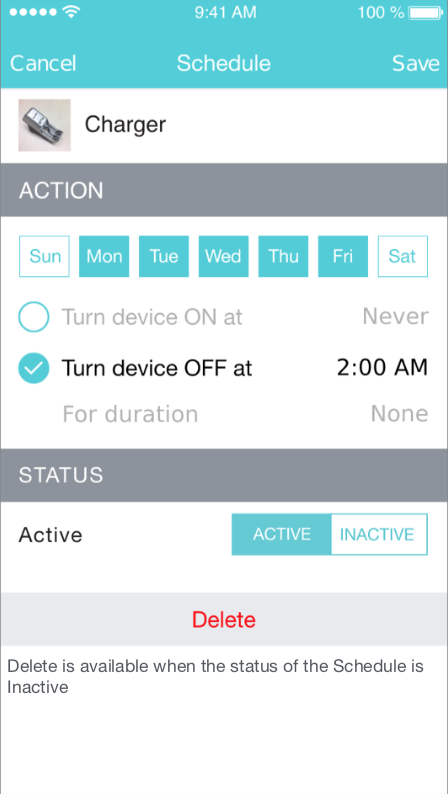 9:41 AM 100 %
Cancel Schedule Save
Charger
ACTION
Sun Mon Tue Wed Thu Fri Sat
Turn device ON at Never
Turn device OFF at 2:00 AM
For duration None
STATUS
Active ACTIVE INACTIVE
Delete
Delete is available when the status of the Schedule is
Inactive